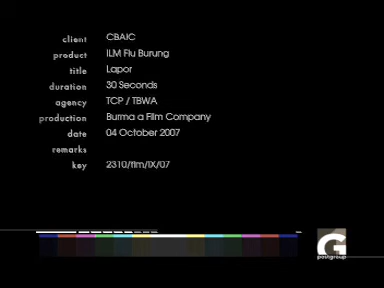 client CBAIC
product ILM Flu Burung
title Lapor
duration 30 Seconds
agency TCP / TBWA
production Burma a Film Company
date 04 October 2007
remarks
key 2310/flm/IX/07
G
postgroup